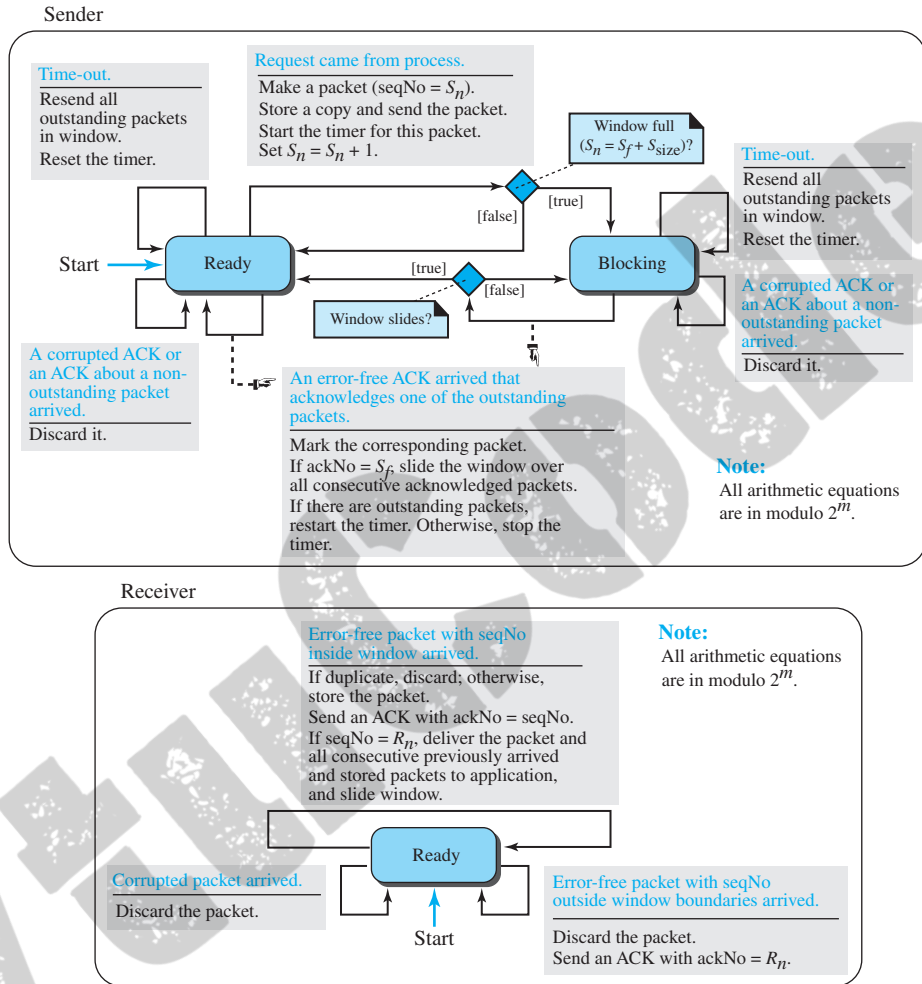 Sender
Time-out.
Resend all
outstanding packets
in window.
Reset the timer.
Request came from process.
Make a packet (seqNo = Sn).
Store a copy and send the packet.
Start the timer for this packet.
Set Sn = Sn + 1.
Window full
(Sn = Sf + Ssize)?
Time-out.
Resend all
outstanding packets
in window.
Reset the timer.
[false]
[true]
Start
Ready
[true]
[false]
Blocking
Window slides?
A corrupted ACK or
an ACK about a non-
outstanding packet
arrived.
Discard it.
A corrupted ACK or
an ACK about a non-
outstanding packet
arrived.
Discard it.
An error-free ACK arrived that
acknowledges one of the outstanding
packets.
Mark the corresponding packet.
If ackNo = Sf, slide the window over
all consecutive acknowledged packets.
If there are outstanding packets,
restart the timer. Otherwise, stop the
timer.
Note:
All arithmetic equations
are in modulo 2^m.
Receiver
Error-free packet with seqNo
inside window arrived.
If duplicate, discard; otherwise,
store the packet.
Send an ACK with ackNo = seqNo.
If seqNo = Rn, deliver the packet and
all consecutive previously arrived
and stored packets to application,
and slide window.
Note:
All arithmetic equations
are in modulo 2^m.
Ready
Corrupted packet arrived.
Discard the packet.
Start
Error-free packet with seqNo
outside window boundaries arrived.
Discard the packet.
Send an ACK with ackNo = Rn.